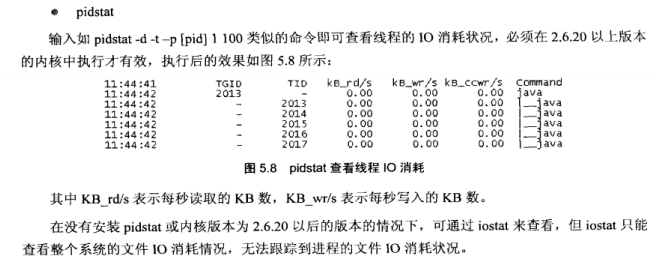 ● pidstat
输入如 pidstat -d -t –p [pid] 1 100 类似的命令即可查看线程的 IO 消耗状况，必须在 2.6.20 以上版本
的内核中执行才有效，执行后的效果如图 5.8 所示：
11:44:41 TGID TID kB_rd/s kB_wr/s kB_ccwr/s Command
11:44:42 2013 - 0.00 0.00 0.00 java
11:44:42 - 2013 0.00 0.00 0.00 |__java
11:44:42 - 2014 0.00 0.00 0.00 |__java
11:44:42 - 2015 0.00 0.00 0.00 |__java
11:44:42 - 2016 0.00 0.00 0.00 |__java
11:44:42 - 2017 0.00 0.00 0.00 |__java
图 5.8 pidstat 查看线程 IO 消耗
其中 KB_rd/s 表示每秒读取的 KB 数，KB_wr/s 表示每秒写入的 KB 数。
在没有安装 pidstat 或内核版本为 2.6.20 以后的版本的情况下，可通过 iostat 来查看，但 iostat 只能
查看整个系统的文件 IO 消耗情况，无法跟踪到进程的文件 IO 消耗状况。